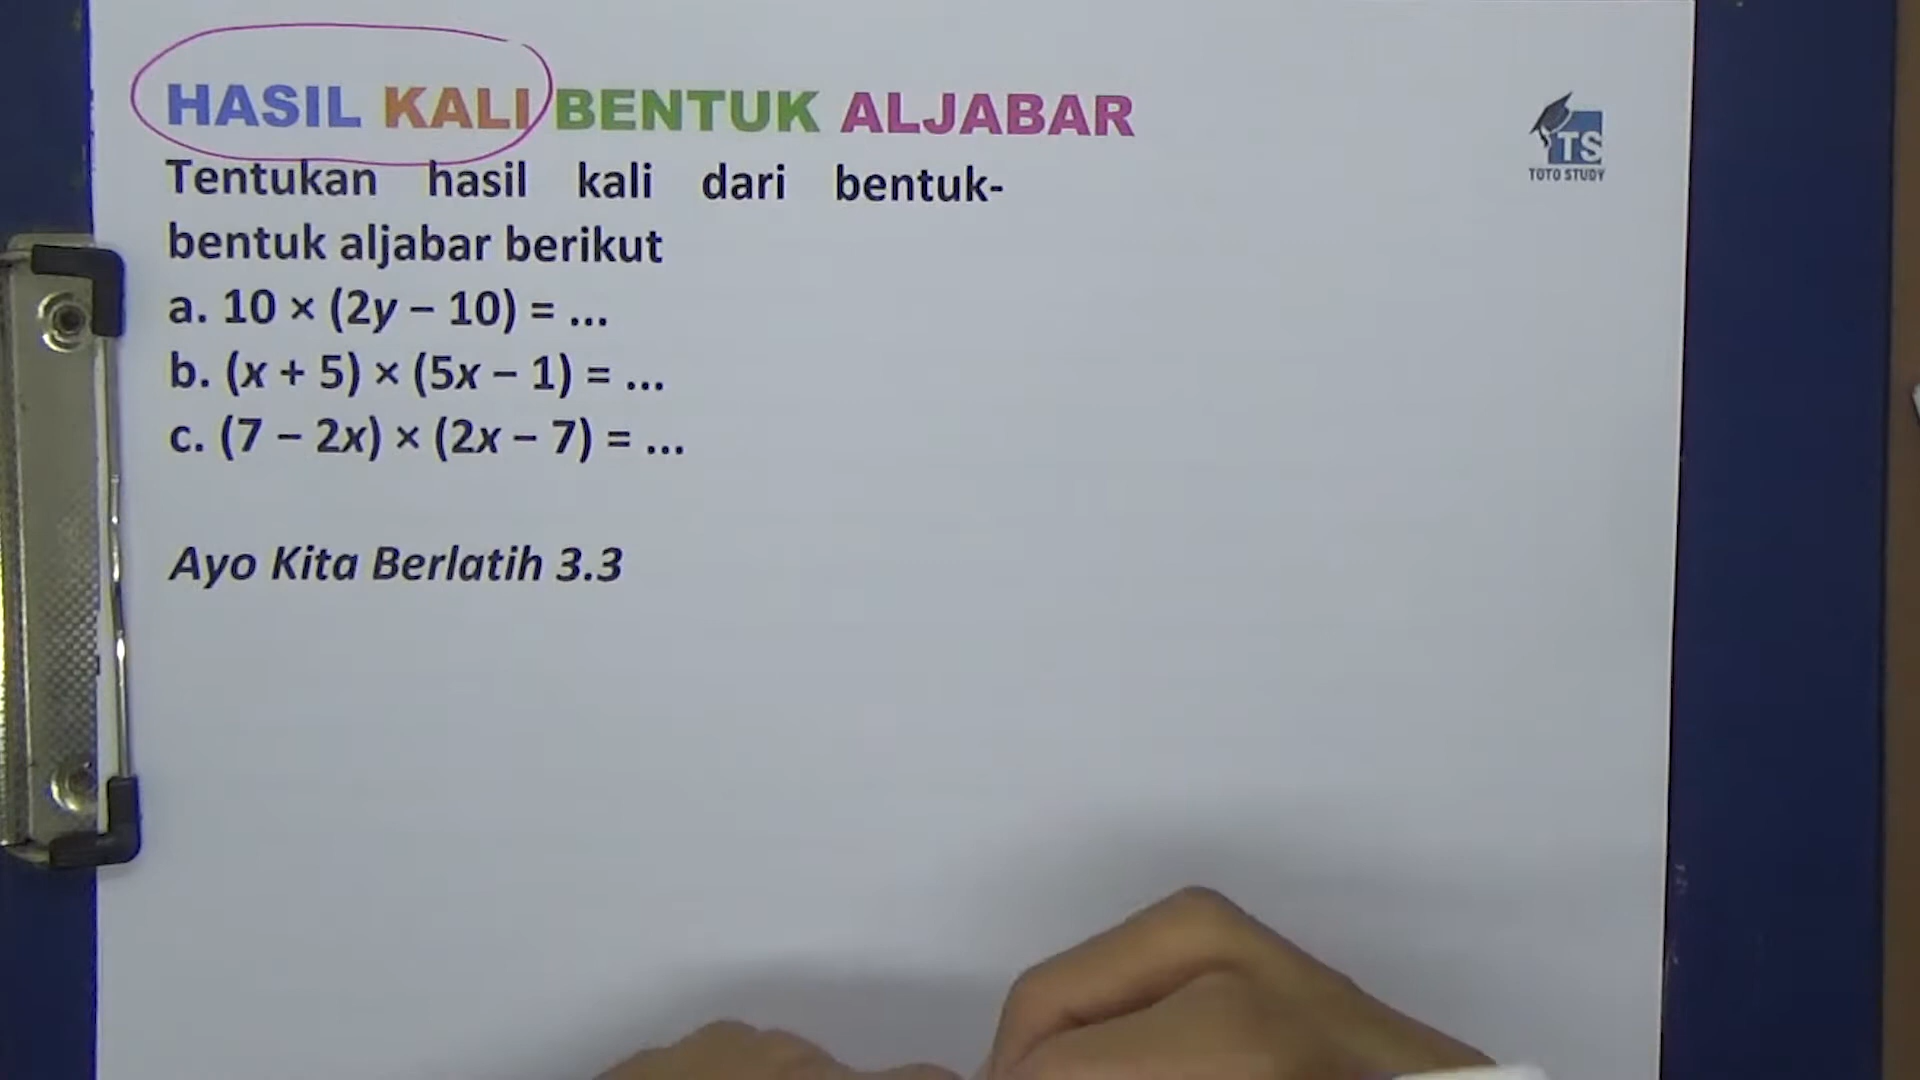 HASIL KALI BENTUK ALJABAR
Tentukan hasil kali dari bentuk-
bentuk aljabar berikut
a. 10 × (2y – 10) = ...
b. (x + 5) × (5x – 1) = ...
c. (7 – 2x) × (2x – 7) = ...
Ayo Kita Berlatih 3.3
TS
TOTO STUDY